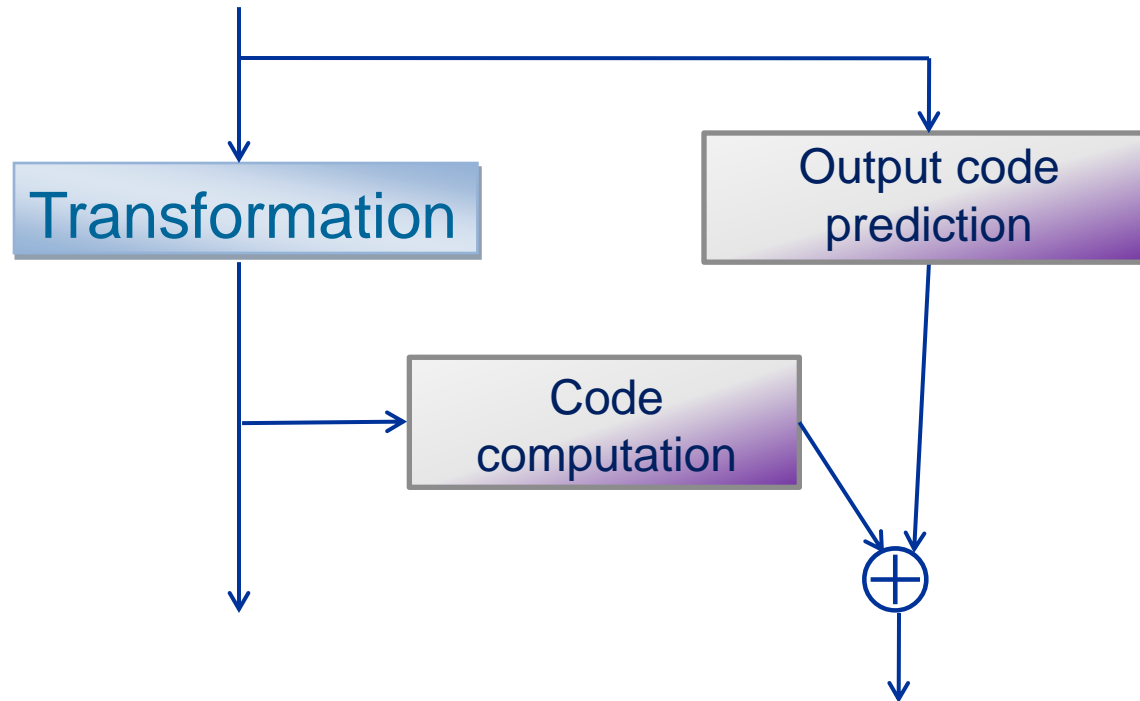 Transformation
Output code
prediction
Code
computation